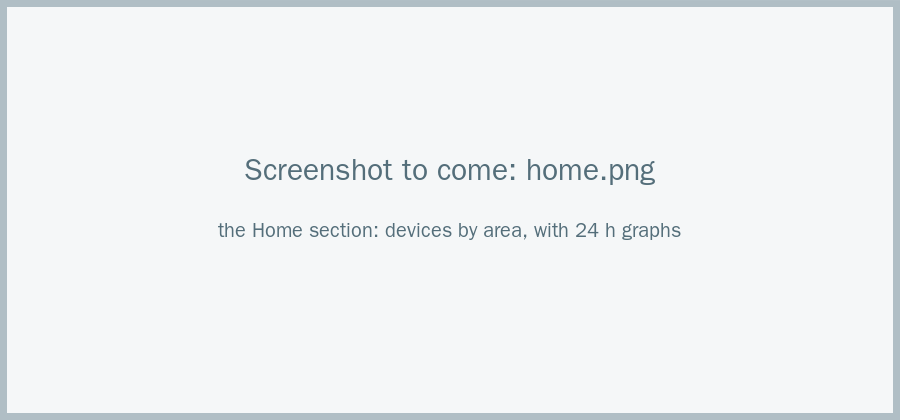 Screenshot to come: home.png
the Home section: devices by area, with 24 h graphs